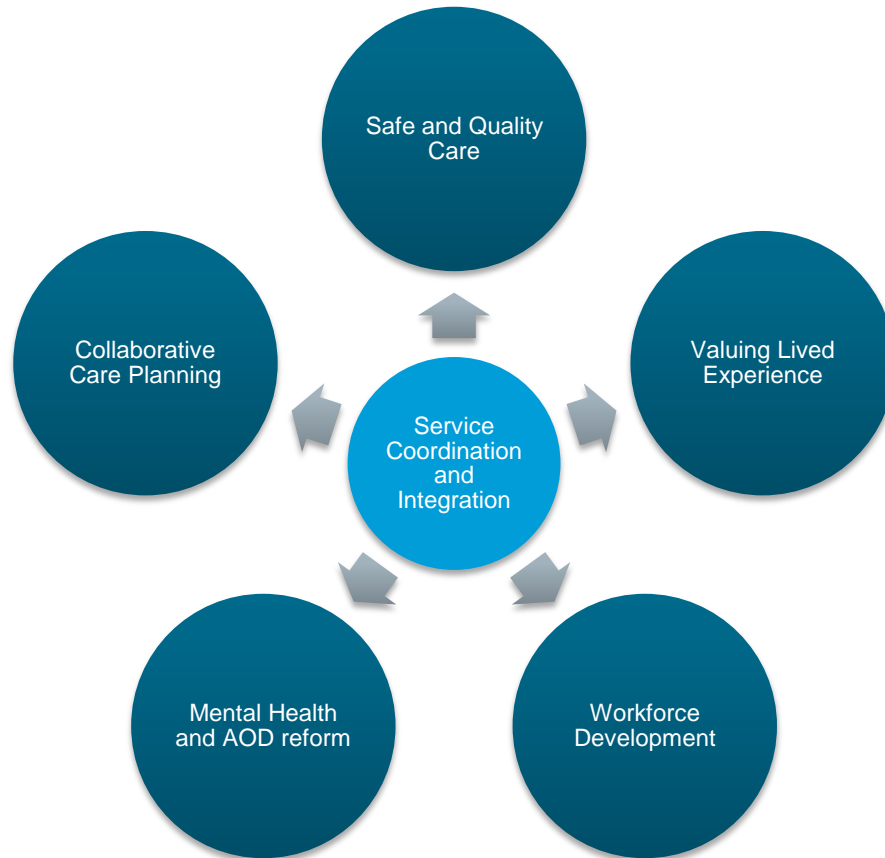 Safe and Quality
Care
Collaborative
Care Planning
Valuing Lived
Experience
Service
Coordination
and
Integration
Mental Health
and AOD reform
Workforce
Development